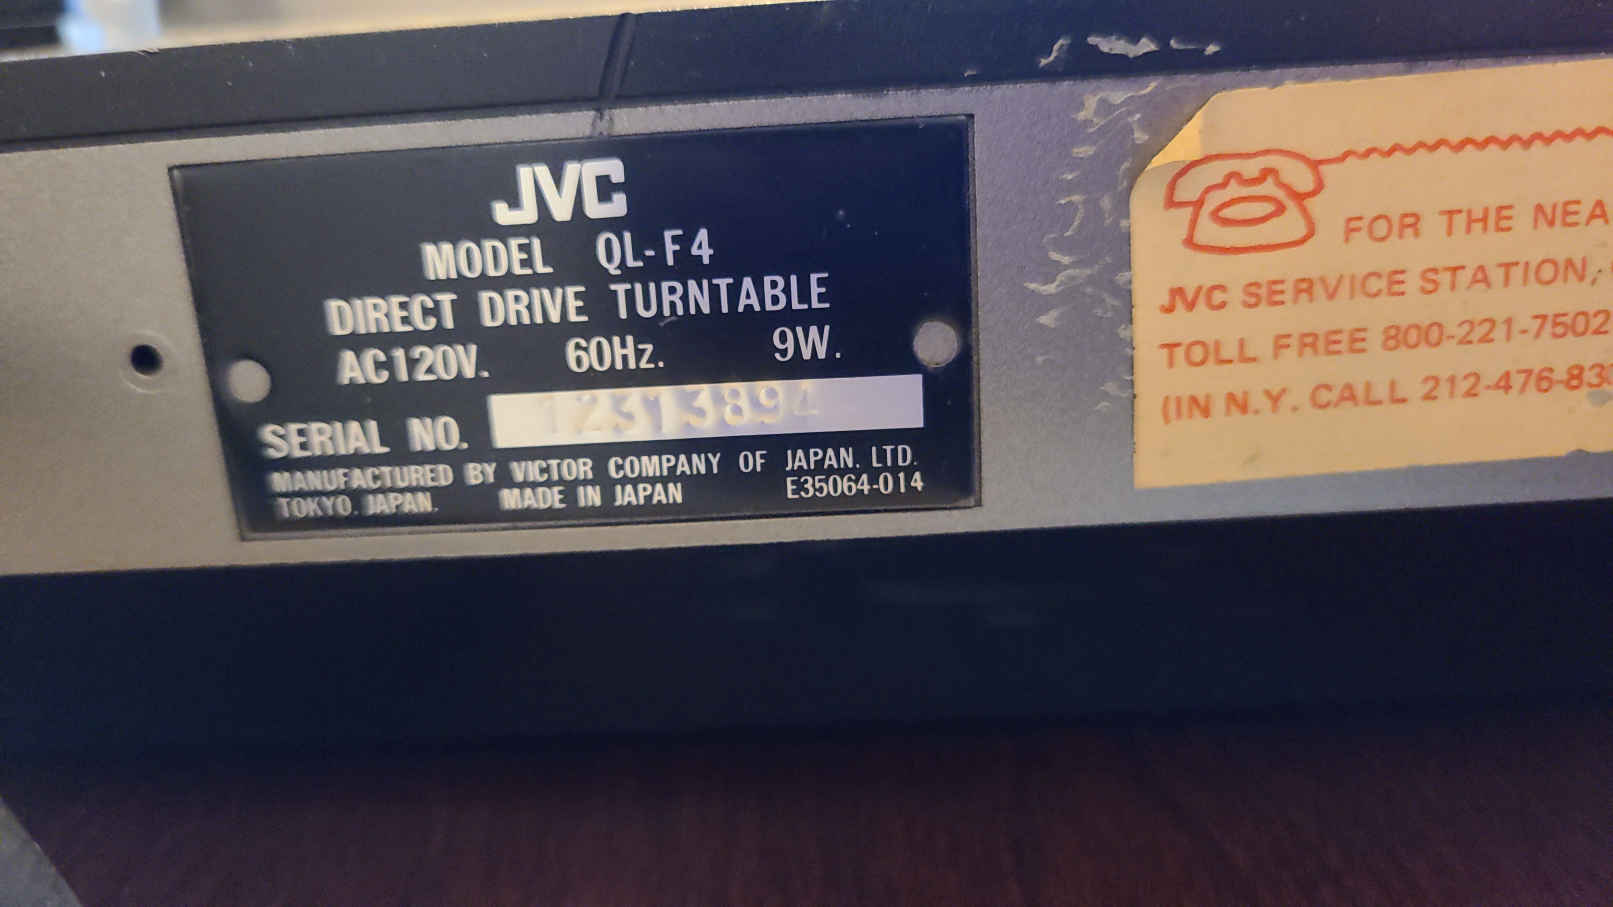 JVC
MODEL QL-F4
DIRECT DRIVE TURNTABLE
AC120V. 60Hz. 9W.
SERIAL NO. 12313894
MANUFACTURED BY VICTOR COMPANY OF JAPAN. LTD.
TOKYO. JAPAN. MADE IN JAPAN E35064-014
FOR THE NEA
JVC SERVICE STATION,
TOLL FREE 800-221-7502
(IN N.Y. CALL 212-476-83